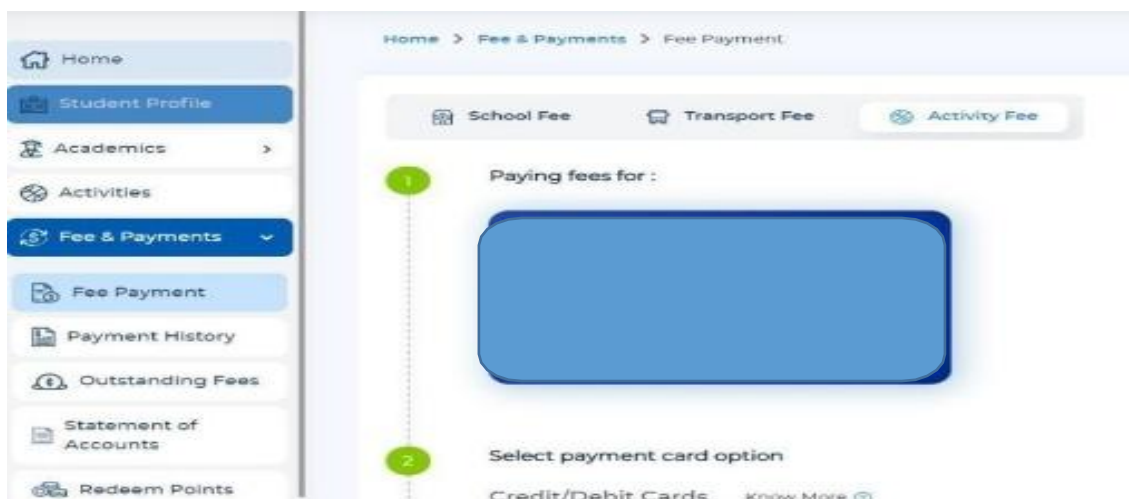 Home
Student Profile
Academics
Activities
Fee & Payments
Fee Payment
Payment History
Outstanding Fees
Statement of
Accounts
Redeem Points
Home > Fee & Payments > Fee Payment
School Fee Transport Fee Activity Fee
1 Paying fees for :
2 Select payment card option
Credit/Debit Cards Know More